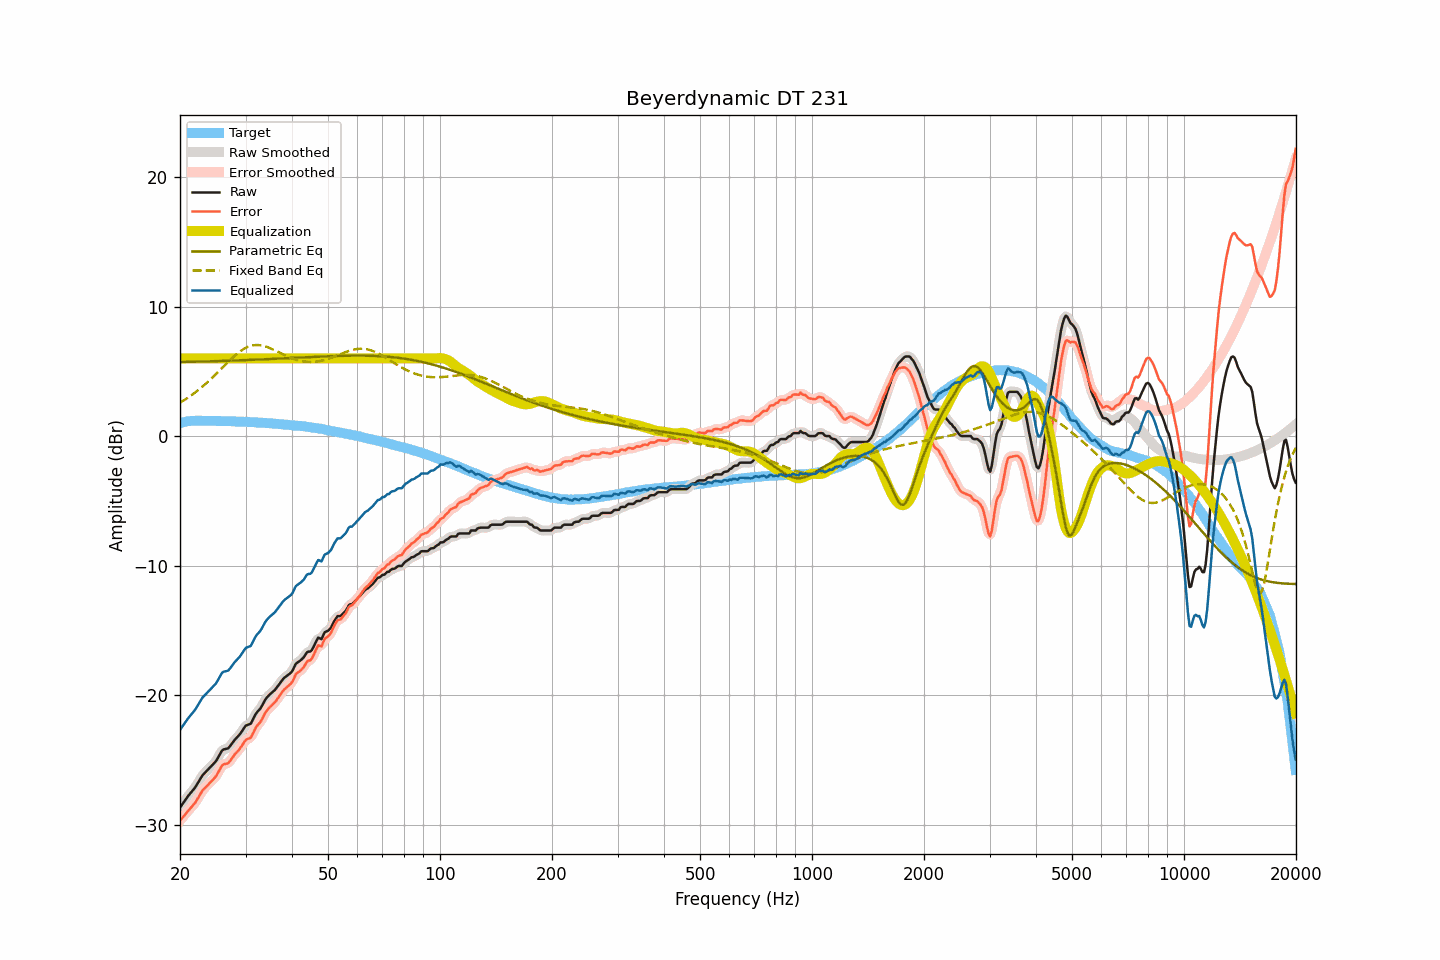 Beyerdynamic DT 231
Target
Raw Smoothed
Error Smoothed
Raw
Error
Equalization
Parametric Eq
Fixed Band Eq
Equalized
20
10
0
−10
−20
−30
Amplitude (dBr)
20 50 100 200 500 1000 2000 5000 10000 20000
Frequency (Hz)